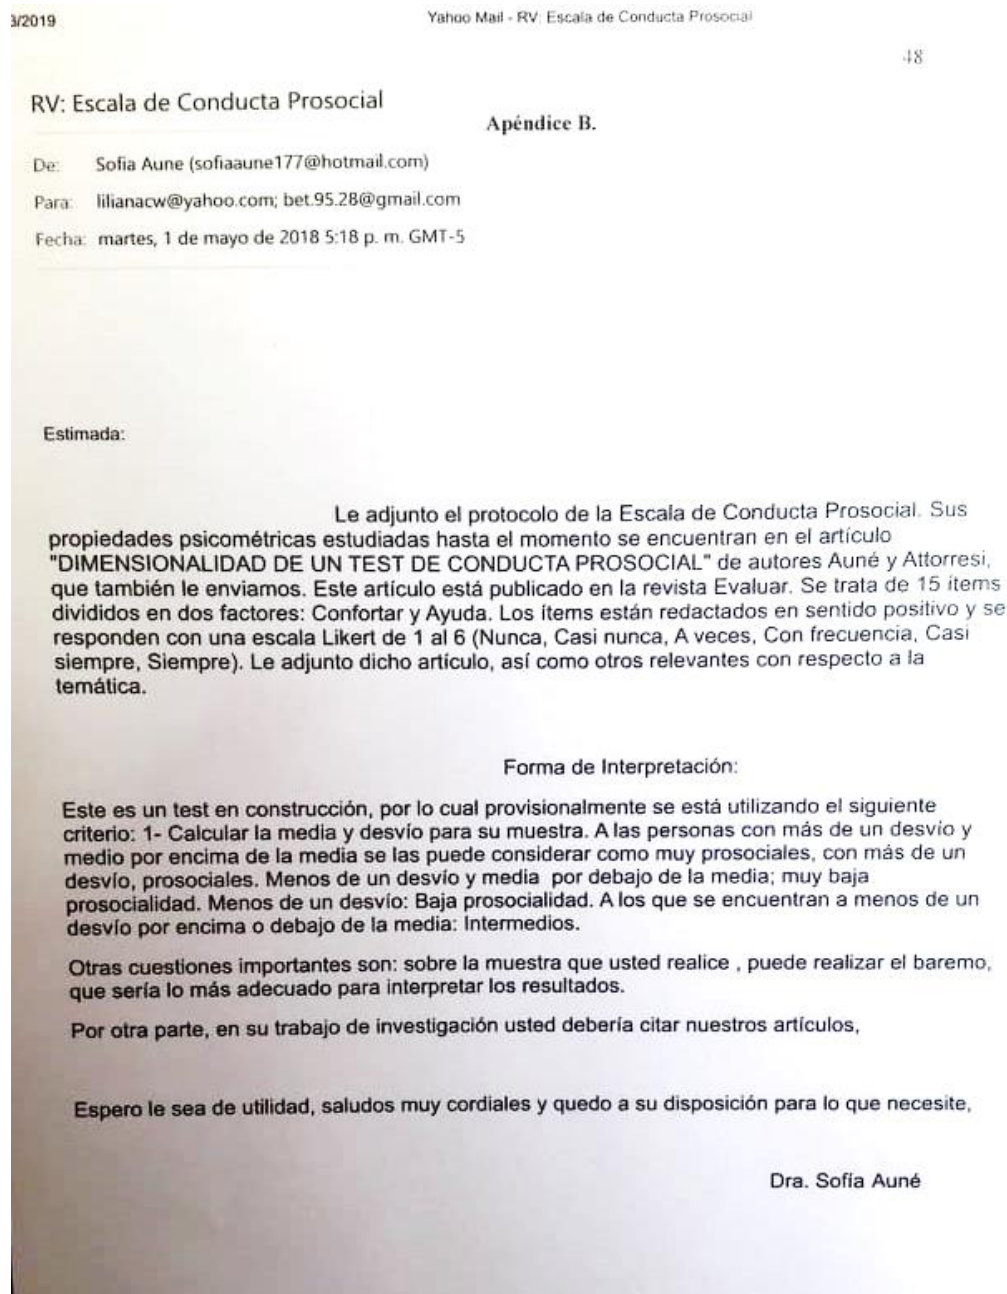 3/2019
Yahoo Mail - RV: Escala de Conducta Prosocial
48
RV: Escala de Conducta Prosocial
Apéndice B.
De: Sofia Aune (sofiaaune177@hotmail.com)
Para: lilianacw@yahoo.com; bet.95.28@gmail.com
Fecha: martes, 1 de mayo de 2018 5:18 p. m. GMT-5
Estimada:
Le adjunto el protocolo de la Escala de Conducta Prosocial. Sus
propiedades psicométricas estudiadas hasta el momento se encuentran en el artículo
"DIMENSIONALIDAD DE UN TEST DE CONDUCTA PROSOCIAL" de autores Auné y Attorresi,
que también le enviamos. Este artículo está publicado en la revista Evaluar. Se trata de 15 ítems
divididos en dos factores: Confortar y Ayuda. Los ítems están redactados en sentido positivo y se
responden con una escala Likert de 1 al 6 (Nunca, Casi nunca, A veces, Con frecuencia, Casi
siempre, Siempre). Le adjunto dicho artículo, así como otros relevantes con respecto a la
temática.
Forma de Interpretación:
Este es un test en construcción, por lo cual provisionalmente se está utilizando el siguiente
criterio: 1- Calcular la media y desvío para su muestra. A las personas con más de un desvío y
medio por encima de la media se las puede considerar como muy prosociales, con más de un
desvío, prosociales. Menos de un desvío y media por debajo de la media; muy baja
prosocialidad. Menos de un desvío: Baja prosocialidad. A los que se encuentran a menos de un
desvío por encima o debajo de la media: Intermedios.
Otras cuestiones importantes son: sobre la muestra que usted realice , puede realizar el baremo,
que sería lo más adecuado para interpretar los resultados.
Por otra parte, en su trabajo de investigación usted debería citar nuestros artículos,
Espero le sea de utilidad, saludos muy cordiales y quedo a su disposición para lo que necesite,
Dra. Sofía Auné